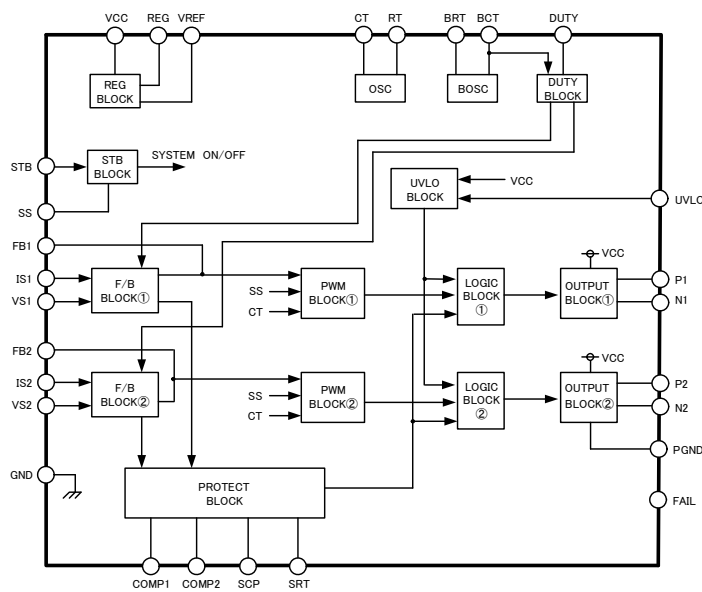 VCC REG VREF CT RT BRT BCT DUTY
REG
BLOCK
OSC
BOSC
DUTY
BLOCK
STB
STB
BLOCK
SYSTEM ON/OFF
SS
UVLO
BLOCK
VCC
UVLO
FB1
IS1
VS1
F/B
BLOCK①
SS
CT
PWM
BLOCK①
LOGIC
BLOCK
①
VCC
OUTPUT
BLOCK①
P1
N1
FB2
IS2
VS2
F/B
BLOCK②
SS
CT
PWM
BLOCK②
LOGIC
BLOCK
②
VCC
OUTPUT
BLOCK②
P2
N2
PGND
GND
PROTECT
BLOCK
FAIL
COMP1 COMP2 SCP SRT